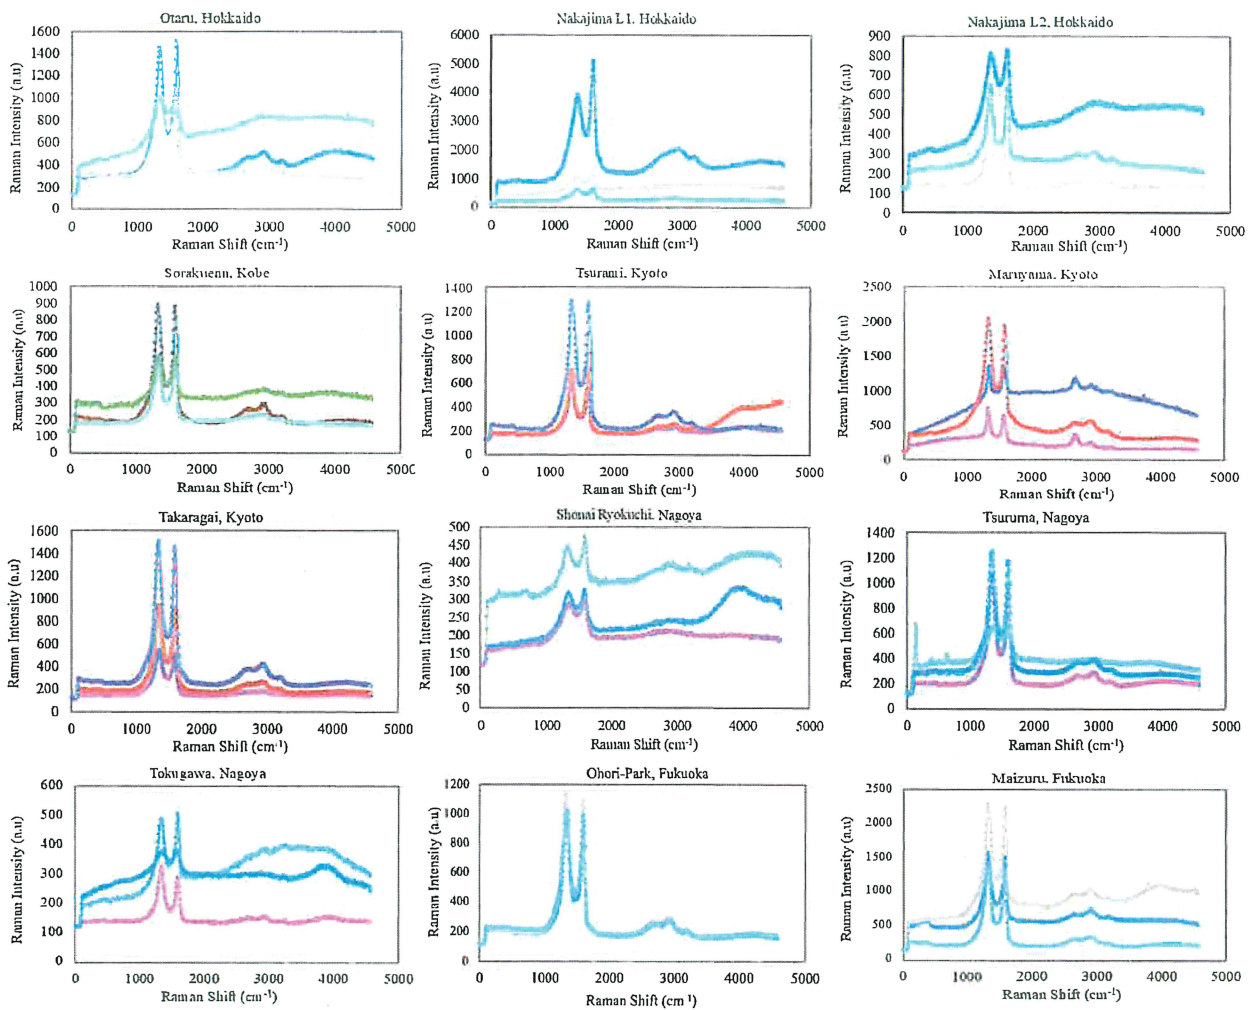 Otaru, Hokkaido
Raman Intensity (a.u)
1600
1400
1200
1000
800
600
400
200
0
0 1000 2000 3000 4000 5000
Raman Shift (cm-1)
Nakajima L1, Hokkaido
Raman Intensity (a.u)
6000
5000
4000
3000
2000
1000
0
0 1000 2000 3000 4000 5000
Raman Shift (cm-1)
Nakajima L2, Hokkaido
Raman Intensity (a.u)
900
800
700
600
500
400
300
200
100
0
0 1000 2000 3000 4000 5000
Raman Shift (cm-1)
Sorakuenn, Kobe
Raman Intensity (a.u)
1000
900
800
700
600
500
400
300
200
100
0
0 1000 2000 3000 4000 5000
Raman Shift (cm-1)
Tsurami, Kyoto
Raman Intensity (a.u)
1400
1200
1000
800
600
400
200
0
0 1000 2000 3000 4000 5000
Raman Shift (cm-1)
Maruyama, Kyoto
Raman Intensity (a.u)
2500
2000
1500
1000
500
0
0 1000 2000 3000 4000 5000
Raman Shift (cm-1)
Takaragai, Kyoto
Raman Intensity (a.u)
1600
1400
1200
1000
800
600
400
200
0
0 1000 2000 3000 4000 5000
Raman Shift (cm-1)
Shonai Ryokuchi, Nagoya
Raman Intensity (a.u)
500
450
400
350
300
250
200
150
100
50
0
0 1000 2000 3000 4000 5000
Raman Shift (cm-1)
Tsuruma, Nagoya
Raman Intensity (a.u)
1400
1200
1000
800
600
400
200
0
0 1000 2000 3000 4000 5000
Raman Shift (cm-1)
Tokugawa, Nagoya
Raman Intensity (a.u)
600
500
400
300
200
100
0
0 1000 2000 3000 4000 5000
Raman Shift (cm-1)
Ohori-Park, Fukuoka
Raman Intensity (a.u)
1200
1000
800
600
400
200
0
0 1000 2000 3000 4000 5000
Raman Shift (cm-1)
Maizuru, Fukuoka
Raman Intensity (a.u)
2500
2000
1500
1000
500
0
0 1000 2000 3000 4000 5000
Raman Shift (cm-1)